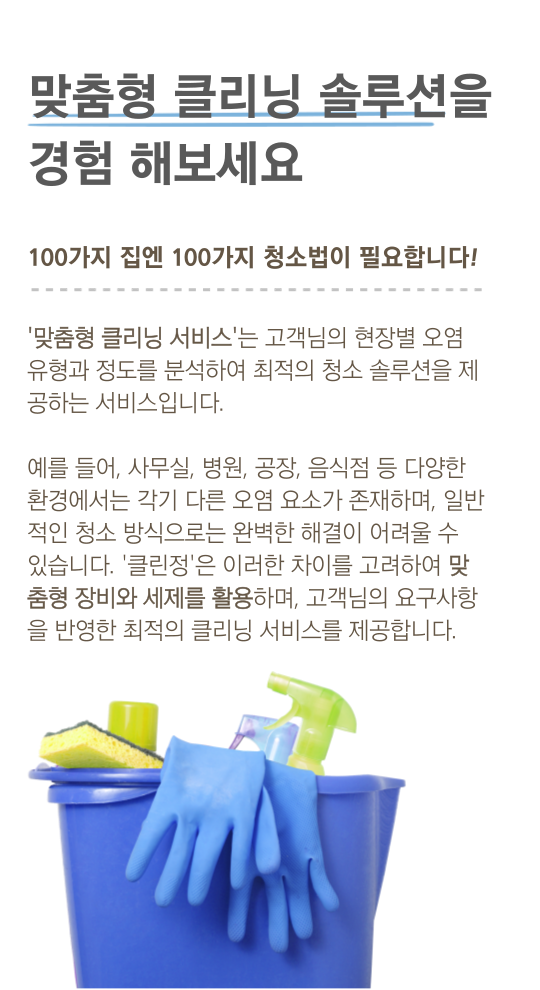 맞춤형 클리닝 솔루션을
경험 해보세요
100가지 집엔 100가지 청소법이 필요합니다!
'맞춤형 클리닝 서비스'는 고객님의 현장별 오염
유형과 정도를 분석하여 최적의 청소 솔루션을 제
공하는 서비스입니다.
예를 들어, 사무실, 병원, 공장, 음식점 등 다양한
환경에서는 각기 다른 오염 요소가 존재하며, 일반
적인 청소 방식으로는 완벽한 해결이 어려울 수
있습니다. '클린정'은 이러한 차이를 고려하여 맞
춤형 장비와 세제를 활용하며, 고객님의 요구사항
을 반영한 최적의 클리닝 서비스를 제공합니다.